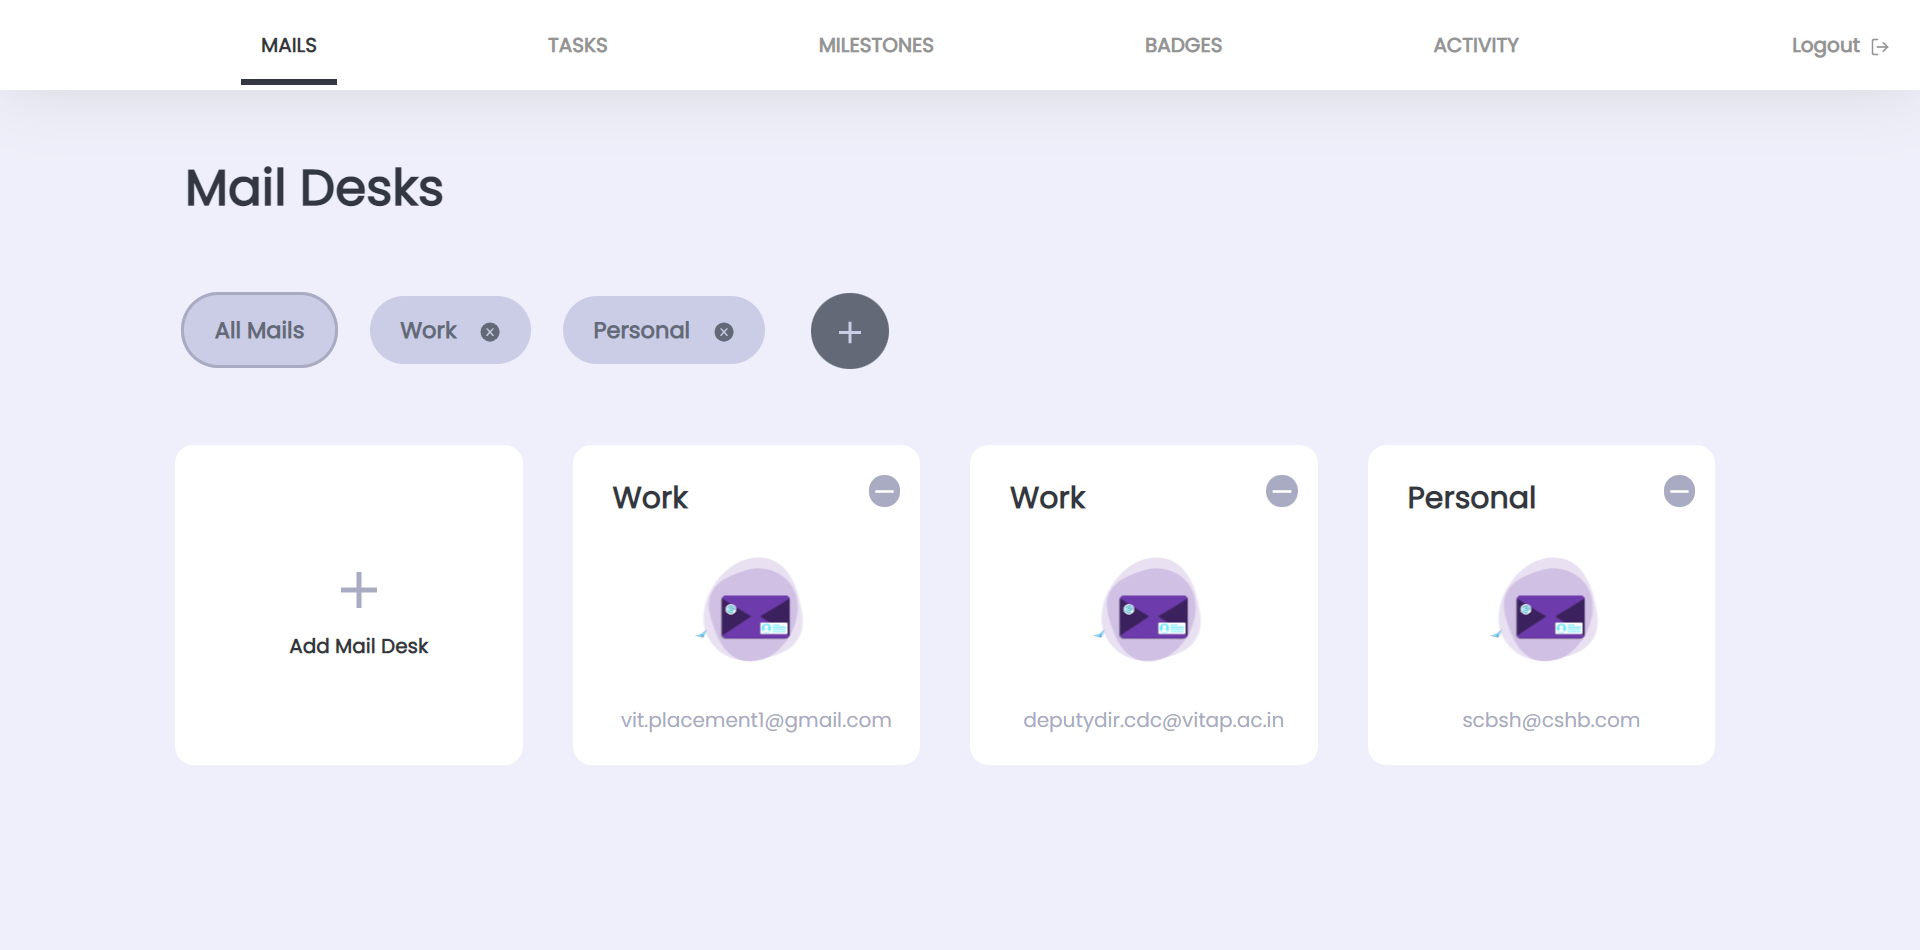 MAILS TASKS MILESTONES BADGES ACTIVITY Logout
Mail Desks
All Mails Work Personal
Work Work Personal
Add Mail Desk
vit.placement1@gmail.com deputydir.cdc@vitap.ac.in scbsh@cshb.com